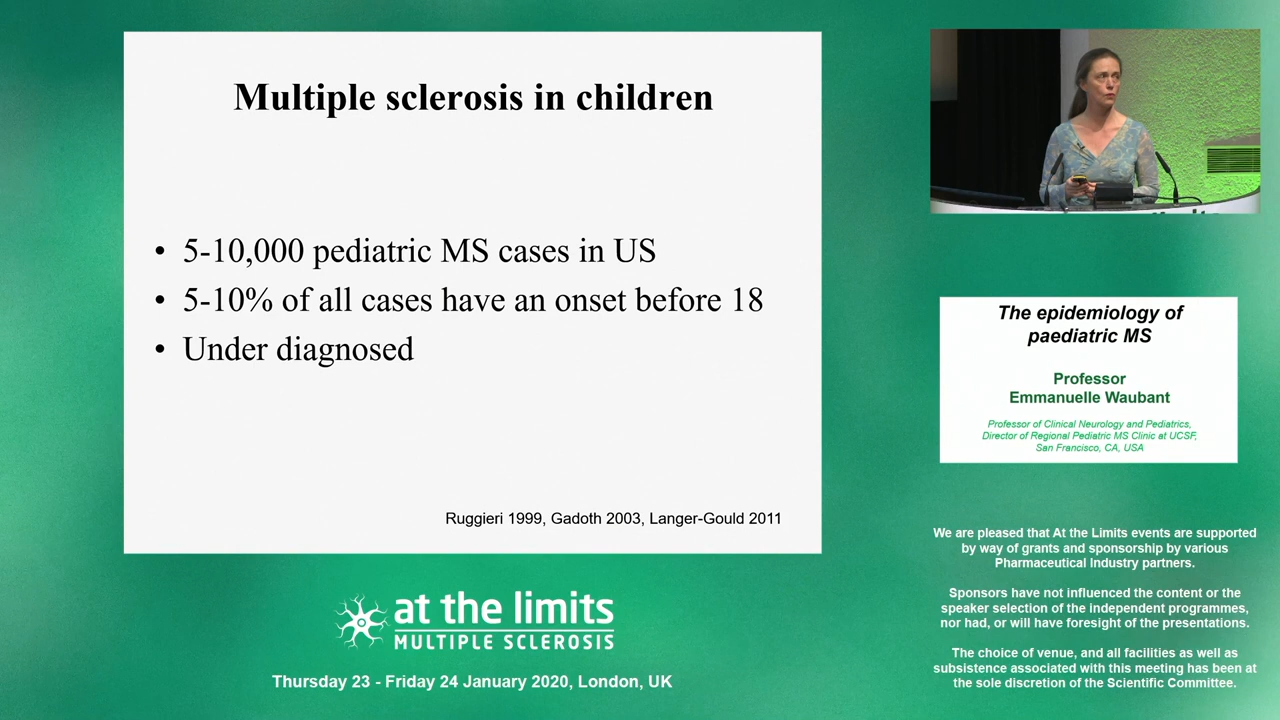 Multiple sclerosis in children
• 5-10,000 pediatric MS cases in US
• 5-10% of all cases have an onset before 18
• Under diagnosed
Ruggieri 1999, Gadoth 2003, Langer-Gould 2011
at the limits
MULTIPLE SCLEROSIS
Thursday 23 - Friday 24 January 2020, London, UK
The epidemiology of
paediatric MS
Professor
Emmanuelle Waubant
Professor of Clinical Neurology and Pediatrics,
Director of Regional Pediatric MS Clinic at UCSF,
San Francisco, CA, USA
We are pleased that At the Limits events are supported
by way of grants and sponsorship by various
Pharmaceutical Industry partners.
Sponsors have not influenced the content or the
speaker selection of the independent programmes,
nor had, or will have foresight of the presentations.
The choice of venue, and all facilities as well as
subsistence associated with this meeting has been at
the sole discretion of the Scientific Committee.